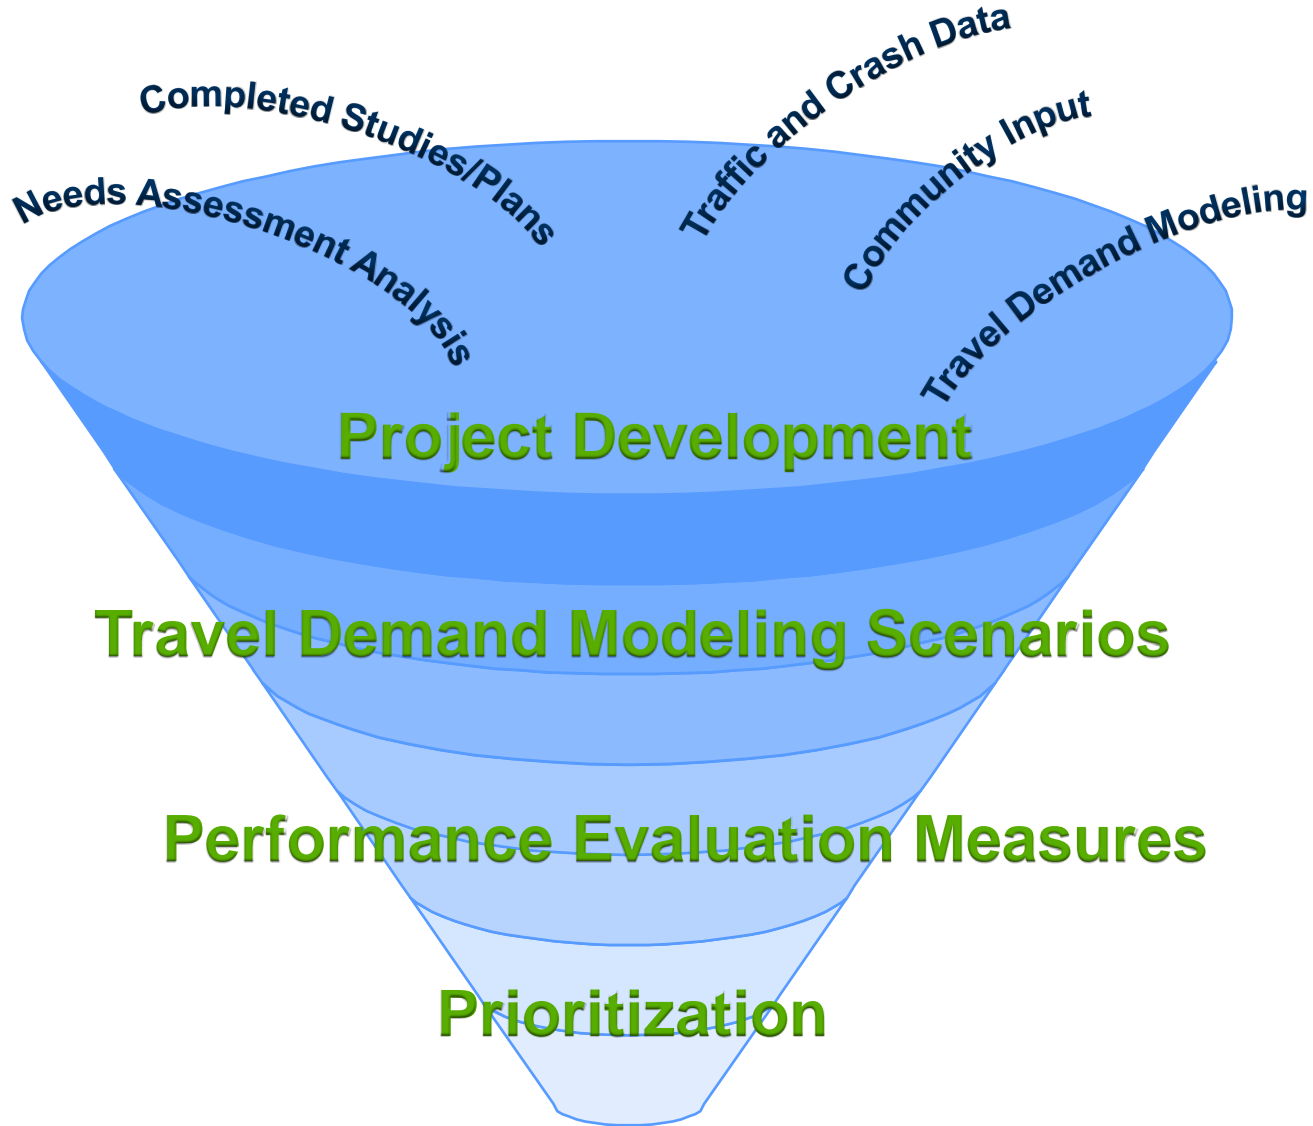 Needs Assessment Analysis
Completed Studies/Plans
Traffic and Crash Data
Community Input
Travel Demand Modeling
Project Development
Travel Demand Modeling Scenarios
Performance Evaluation Measures
Prioritization